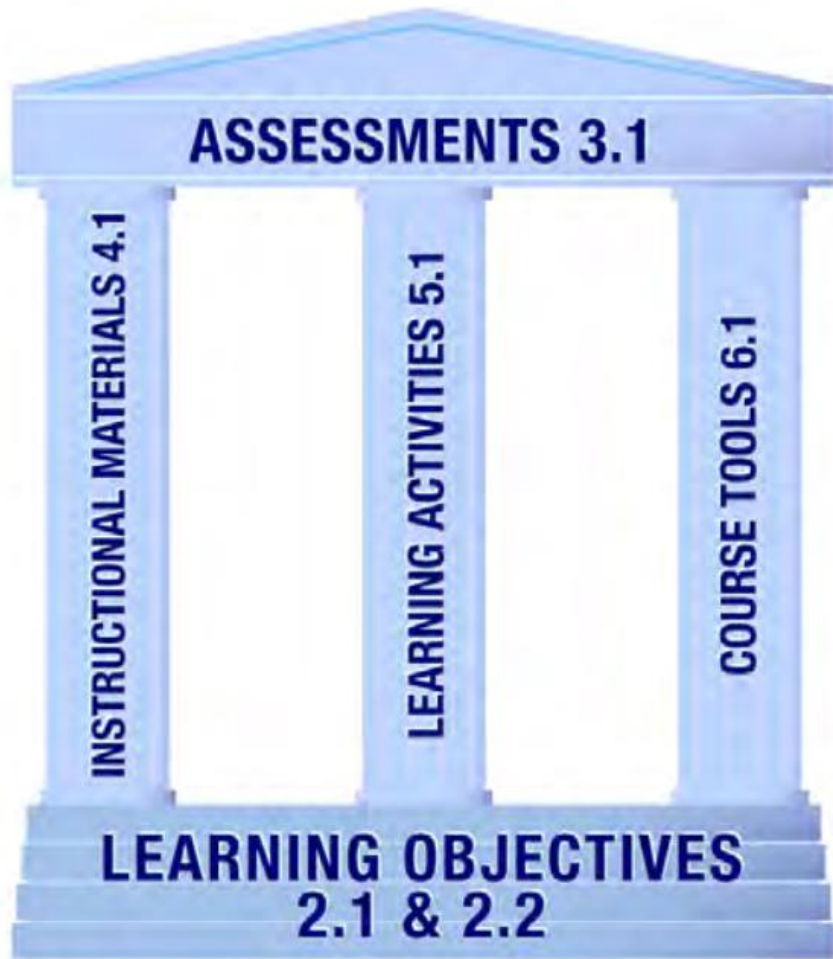 ASSESSMENTS 3.1
INSTRUCTIONAL MATERIALS 4.1
LEARNING ACTIVITIES 5.1
COURSE TOOLS 6.1
LEARNING OBJECTIVES
2.1 & 2.2